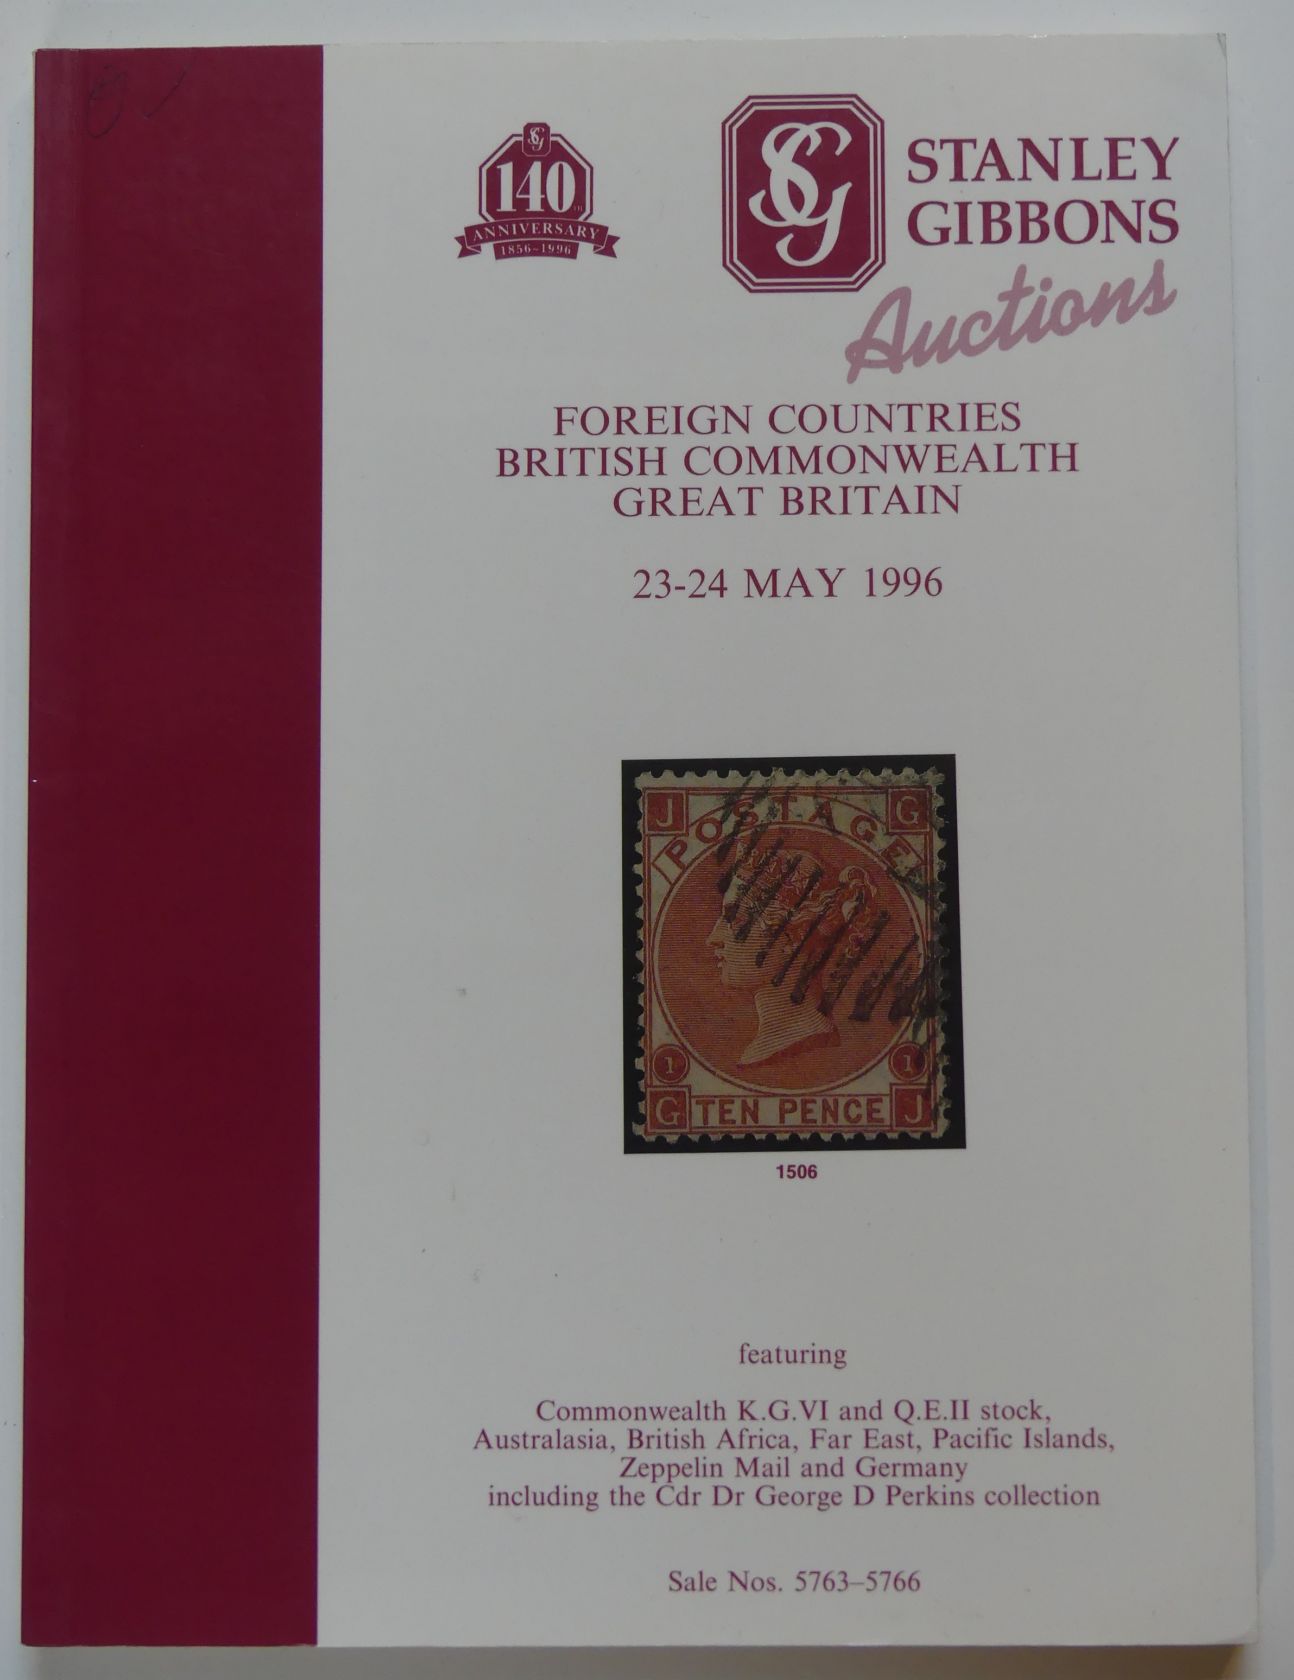 SG
140TH
ANNIVERSARY
1856-1996
SG
STANLEY
GIBBONS
Auctions
FOREIGN COUNTRIES
BRITISH COMMONWEALTH
GREAT BRITAIN
23-24 MAY 1996
J G
POSTAGE
1 1
G TEN PENCE J
1506
featuring
Commonwealth K.G.VI and Q.E.II stock,
Australasia, British Africa, Far East, Pacific Islands,
Zeppelin Mail and Germany
including the Cdr Dr George D Perkins collection
Sale Nos. 5763–5766